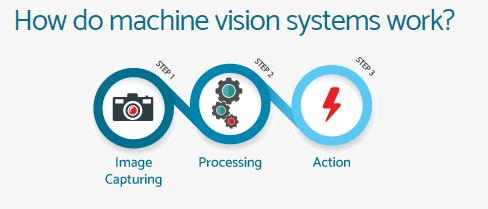 How do machine vision systems work?
STEP 1
STEP 2
STEP 3
Image
Capturing
Processing
Action